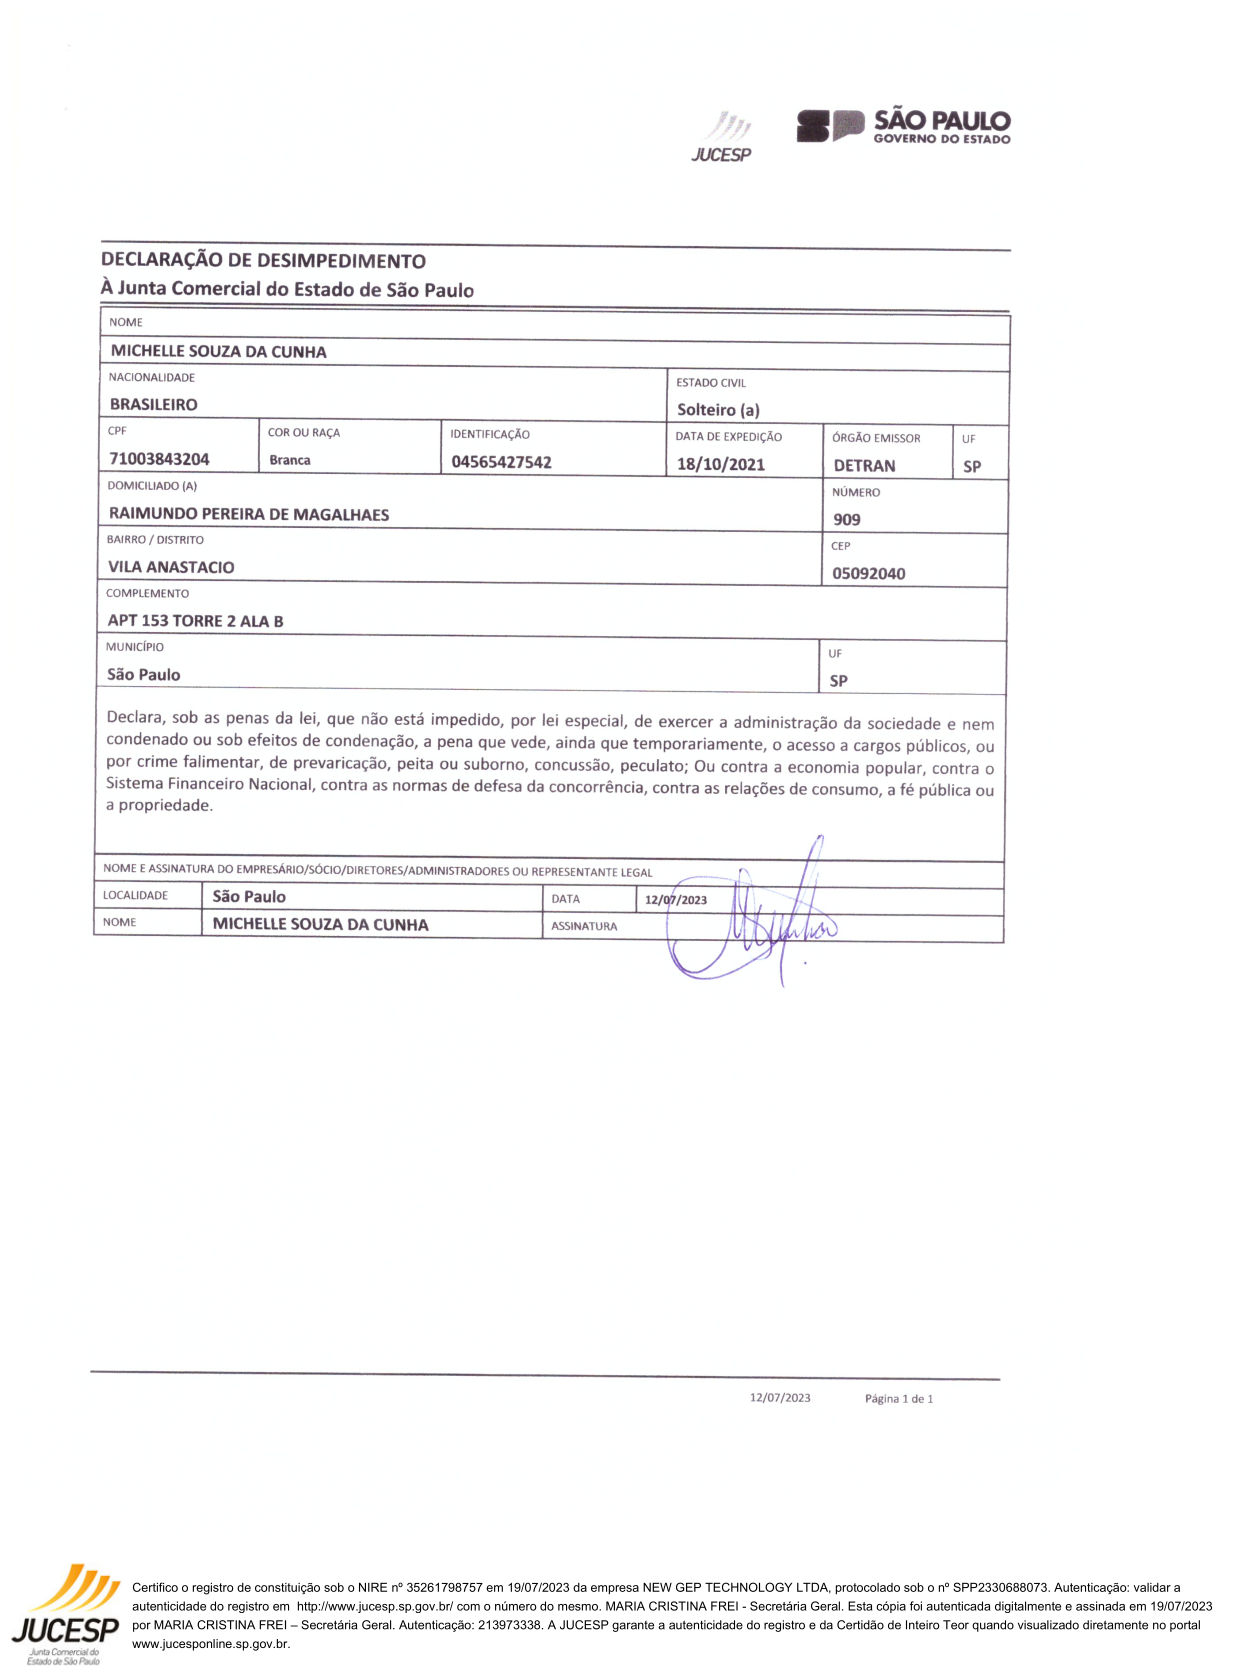 JUCESP
SÃO PAULO
GOVERNO DO ESTADO
DECLARAÇÃO DE DESIMPEDIMENTO
À Junta Comercial do Estado de São Paulo
NOME
MICHELLE SOUZA DA CUNHA
NACIONALIDADE
ESTADO CIVIL
BRASILEIRO
Solteiro (a)
CPF
COR OU RAÇA
IDENTIFICAÇÃO
DATA DE EXPEDIÇÃO
ÓRGÃO EMISSOR
UF
71003843204
Branca
04565427542
18/10/2021
DETRAN
SP
DOMICILIADO (A)
NÚMERO
RAIMUNDO PEREIRA DE MAGALHAES
909
BAIRRO / DISTRITO
CEP
VILA ANASTACIO
05092040
COMPLEMENTO
APT 153 TORRE 2 ALA B
MUNICÍPIO
UF
São Paulo
SP
Declara, sob as penas da lei, que não está impedido, por lei especial, de exercer a administração da sociedade e nem
condenado ou sob efeitos de condenação, a pena que vede, ainda que temporariamente, o acesso a cargos públicos, ou
por crime falimentar, de prevaricação, peita ou suborno, concussão, peculato; Ou contra a economia popular, contra o
Sistema Financeiro Nacional, contra as normas de defesa da concorrência, contra as relações de consumo, a fé pública ou
a propriedade.
NOME E ASSINATURA DO EMPRESÁRIO/SÓCIO/DIRETORES/ADMINISTRADORES OU REPRESENTANTE LEGAL
LOCALIDADE
São Paulo
DATA
12/07/2023
NOME
MICHELLE SOUZA DA CUNHA
ASSINATURA
12/07/2023
Página 1 de 1
JUCESP
Junta Comercial do
Estado de São Paulo
Certifico o registro de constituição sob o NIRE nº 35261798757 em 19/07/2023 da empresa NEW GEP TECHNOLOGY LTDA, protocolado sob o nº SPP2330688073. Autenticação: validar a
autenticidade do registro em http://www.jucesp.sp.gov.br/ com o número do mesmo. MARIA CRISTINA FREI - Secretária Geral. Esta cópia foi autenticada digitalmente e assinada em 19/07/2023
por MARIA CRISTINA FREI – Secretária Geral. Autenticação: 213973338. A JUCESP garante a autenticidade do registro e da Certidão de Inteiro Teor quando visualizado diretamente no portal
www.jucesponline.sp.gov.br.